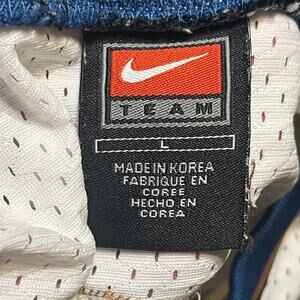 TEAM
L
MADE IN KOREA
FABRIQUE EN
COREE
HECHO EN
COREA